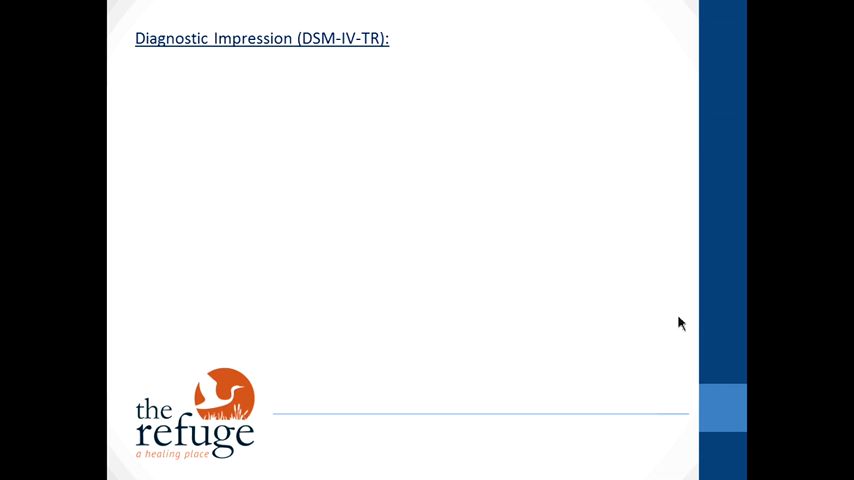 Diagnostic Impression (DSM-IV-TR):
the
refuge
a healing place